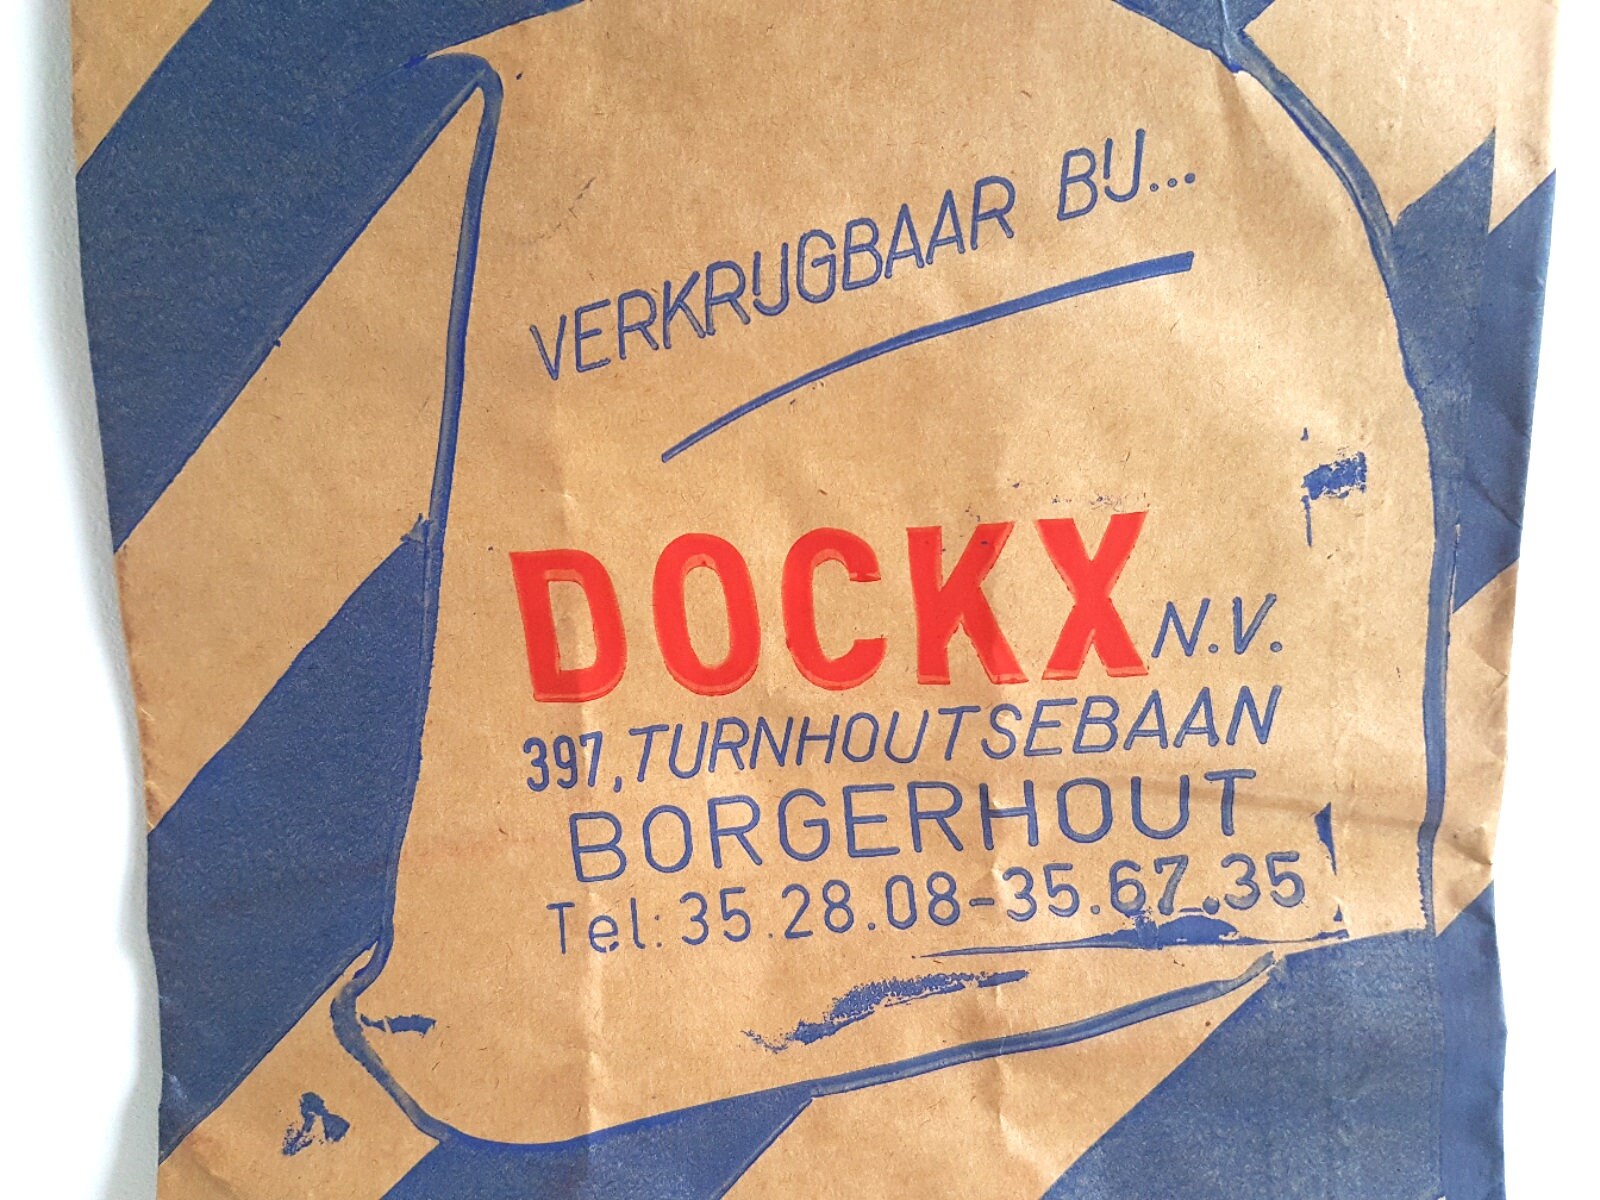 VERKRIJGBAAR BIJ...
DOCKX N.V.
397, TURNHOUTSEBAAN
BORGERHOUT
Tel: 35.28.08-35.67.35